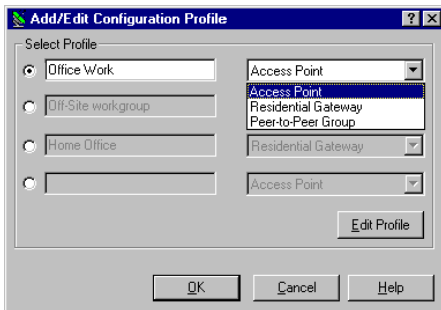 Add/Edit Configuration Profile
Select Profile
Office Work
Access Point
Access Point
Residential Gateway
Peer-to-Peer Group
Off-Site workgroup
Home Office
Residential Gateway
Access Point
Edit Profile
OK
Cancel
Help